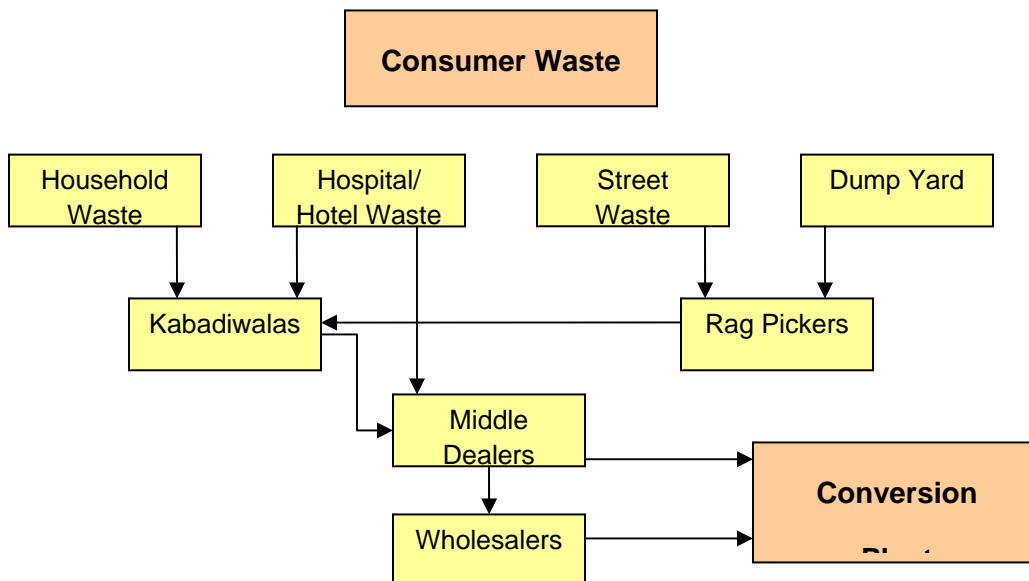 Consumer Waste
Household
Waste
Hospital/
Hotel Waste
Street
Waste
Dump Yard
Kabadiwalas
Rag Pickers
Middle
Dealers
Wholesalers
Conversion